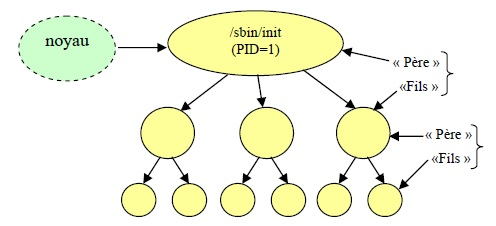 noyau
/sbin/init
(PID=1)
« Père »
«Fils »
« Père »
«Fils »